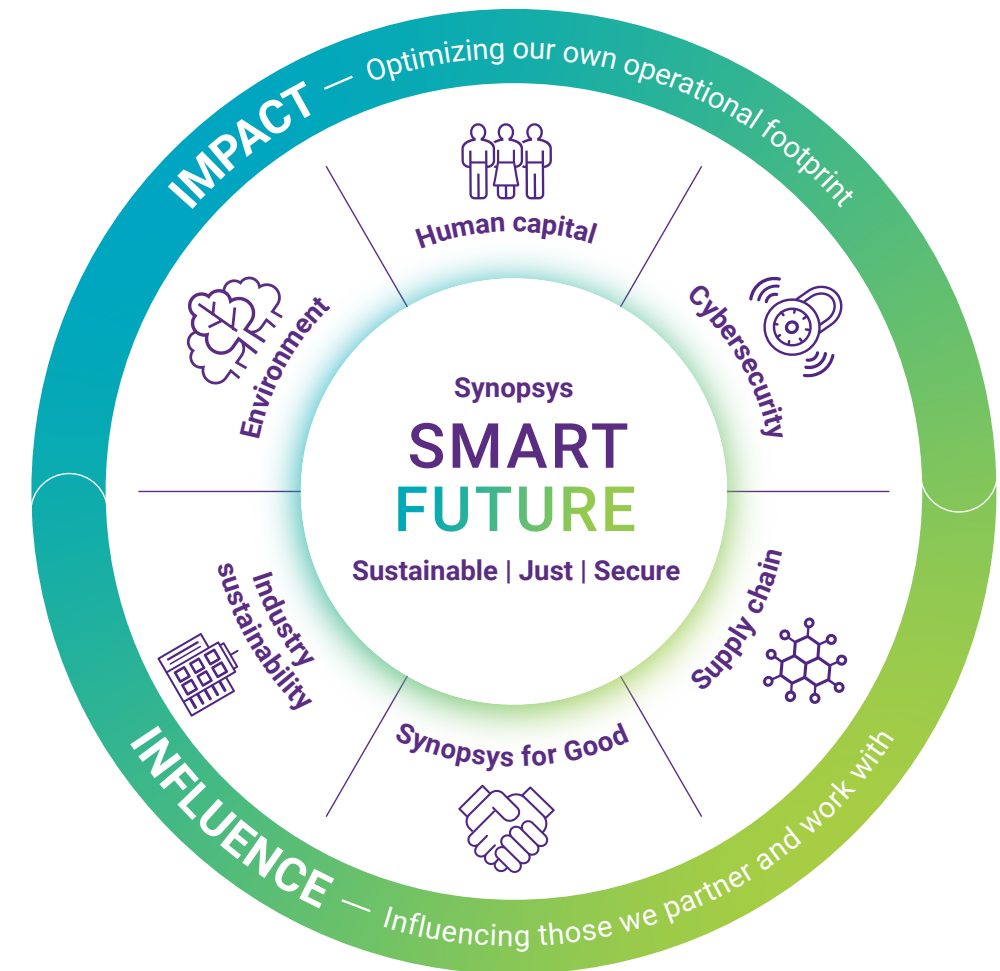 IMPACT — Optimizing our own operational footprint
Human capital
Environment
Cybersecurity
Synopsys
SMART
FUTURE
Sustainable | Just | Secure
Industry
sustainability
Supply chain
Synopsys for Good
INFLUENCE — Influencing those we partner and work with